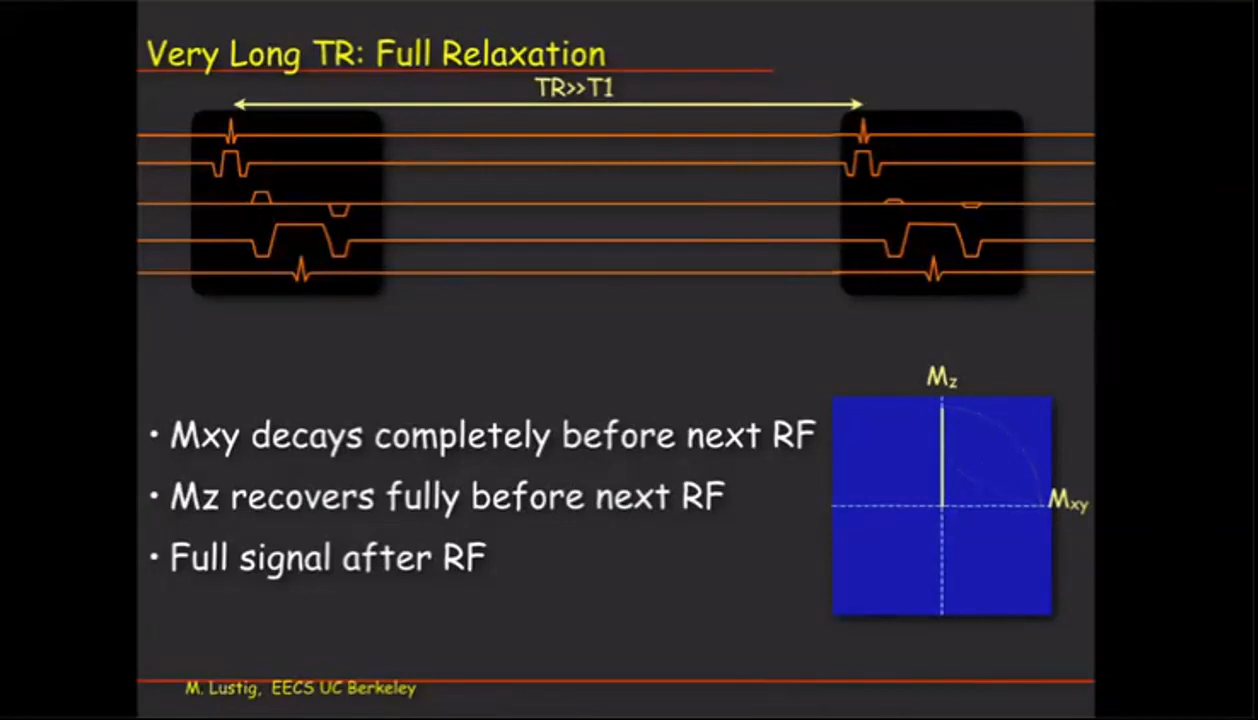 Very Long TR: Full Relaxation
TR>>T1
Mz
• Mxy decays completely before next RF
• Mz recovers fully before next RF
Mxy
• Full signal after RF
M. Lustig, EECS UC Berkeley